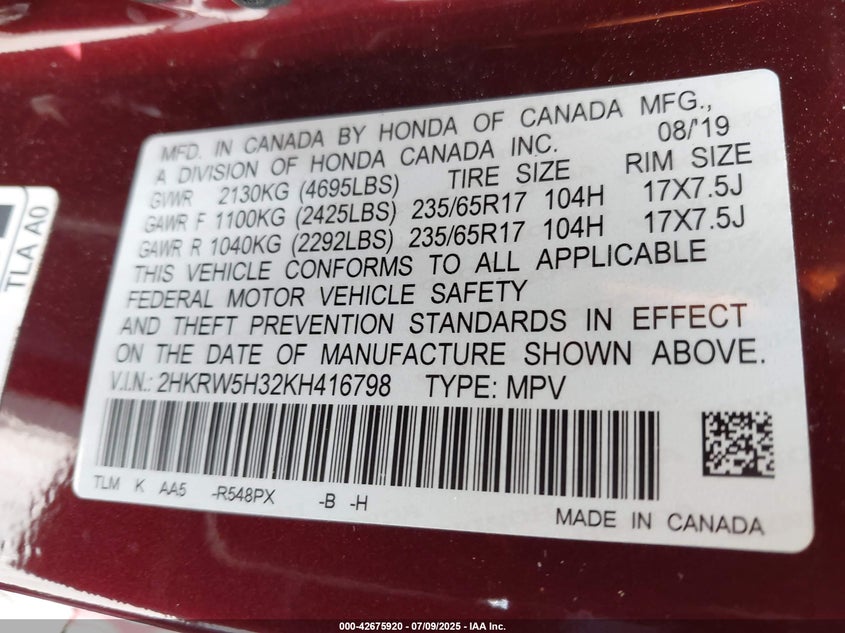 MFD. IN CANADA BY HONDA OF CANADA MFG.,
A DIVISION OF HONDA CANADA INC. 08/'19
GVWR 2130KG (4695LBS) TIRE SIZE RIM SIZE
GAWR F 1100KG (2425LBS) 235/65R17 104H 17X7.5J
GAWR R 1040KG (2292LBS) 235/65R17 104H 17X7.5J
THIS VEHICLE CONFORMS TO ALL APPLICABLE
FEDERAL MOTOR VEHICLE SAFETY
AND THEFT PREVENTION STANDARDS IN EFFECT
ON THE DATE OF MANUFACTURE SHOWN ABOVE.
V.I.N.: 2HKRW5H32KH416798 TYPE: MPV
TLM K AA5 -R548PX -B -H
MADE IN CANADA
TLA A0
000-42675920 - 07/09/2025 - IAA Inc.